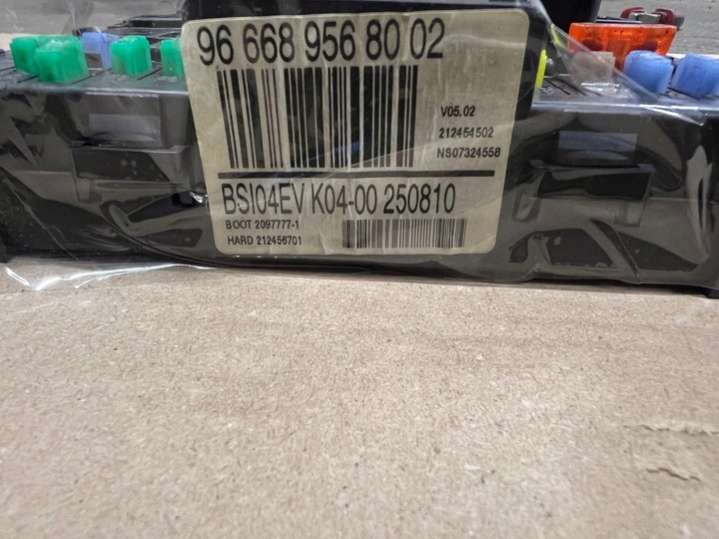 96 668 956 80 02
V05.02
212454502
NS07324558
BSI04EV K04-00 250810
BOOT 2097777-1
HARD 212456701